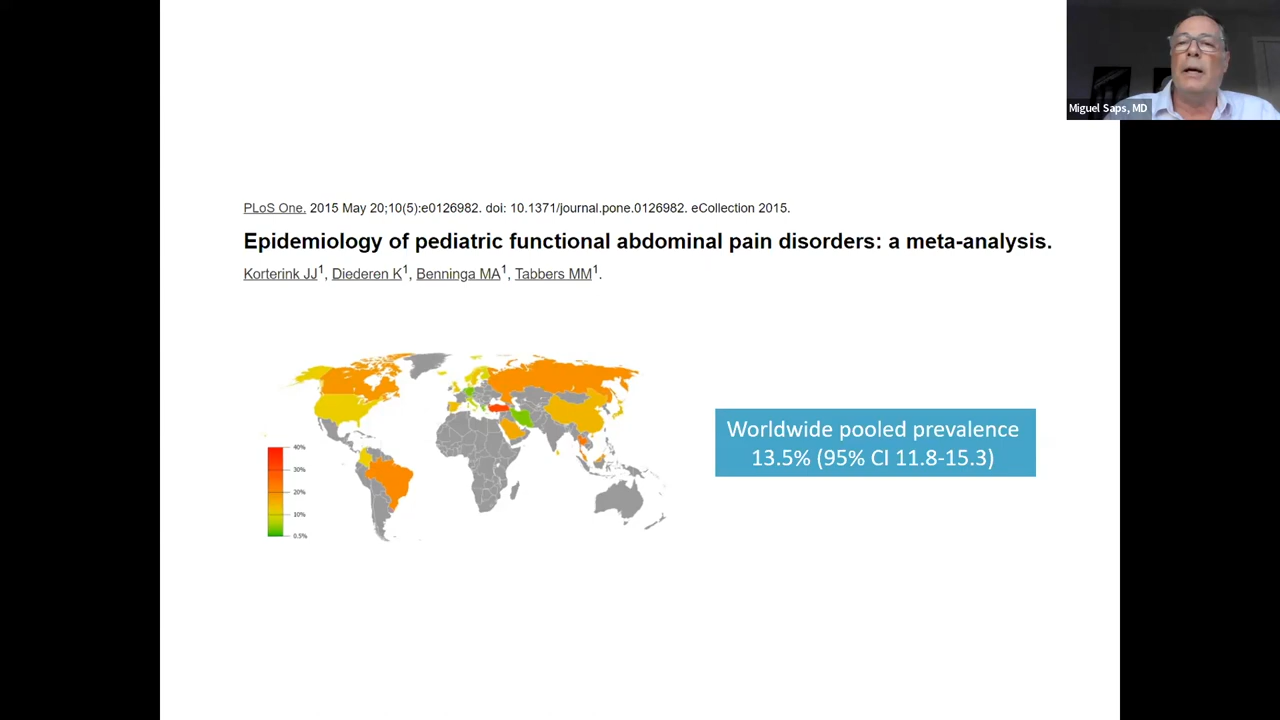 Miguel Saps, MD
PLoS One. 2015 May 20;10(5):e0126982. doi: 10.1371/journal.pone.0126982. eCollection 2015.
Epidemiology of pediatric functional abdominal pain disorders: a meta-analysis.
Korterink JJ1, Diederen K1, Benninga MA1, Tabbers MM1.
Worldwide pooled prevalence
13.5% (95% CI 11.8-15.3)
40%
30%
20%
10%
0.5%